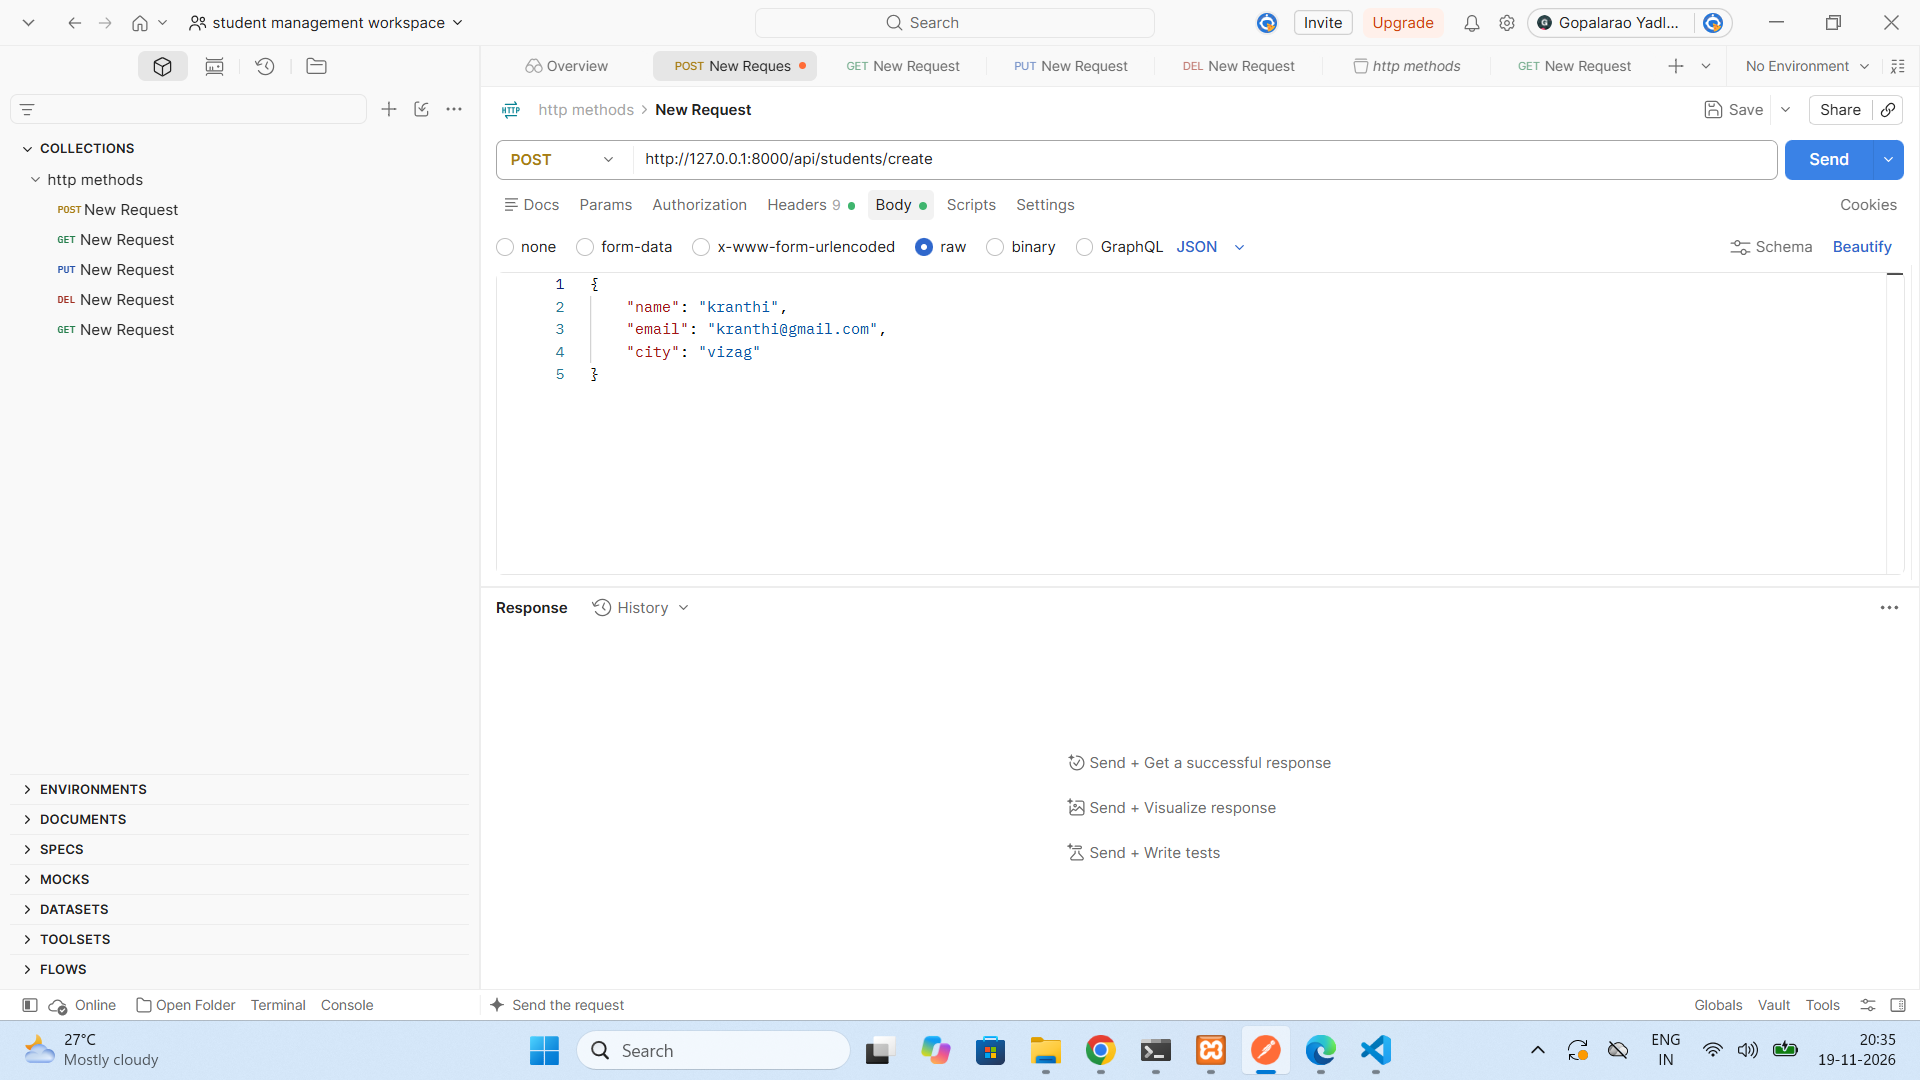 student management workspace
Search
Invite
Upgrade
Gopalarao Yadl...
Overview
POST New Reques
GET New Request
PUT New Request
DEL New Request
http methods
GET New Request
No Environment
HTTP http methods > New Request
Save
Share
COLLECTIONS
http methods
POST New Request
GET New Request
PUT New Request
DEL New Request
GET New Request
POST
http://127.0.0.1:8000/api/students/create
Send
Docs
Params
Authorization
Headers 9
Body
Scripts
Settings
Cookies
none
form-data
x-www-form-urlencoded
raw
binary
GraphQL
JSON
Schema
Beautify
1 {
2 "name": "kranthi",
3 "email": "kranthi@gmail.com",
4 "city": "vizag"
5 }
Response
History
Send + Get a successful response
Send + Visualize response
Send + Write tests
ENVIRONMENTS
DOCUMENTS
SPECS
MOCKS
DATASETS
TOOLSETS
FLOWS
Online
Open Folder
Terminal
Console
Send the request
Globals
Vault
Tools
27°C
Mostly cloudy
Search
ENG
IN
20:35
19-11-2026